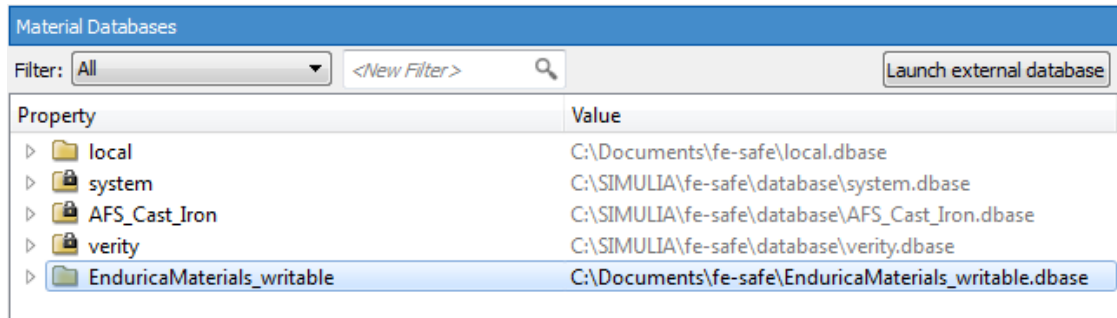 Material Databases
Filter: All <New Filter> Launch external database
Property Value
local C:\Documents\fe-safe\local.dbase
system C:\SIMULIA\fe-safe\database\system.dbase
AFS_Cast_Iron C:\SIMULIA\fe-safe\database\AFS_Cast_Iron.dbase
verity C:\SIMULIA\fe-safe\database\verity.dbase
EnduricaMaterials_writable C:\Documents\fe-safe\EnduricaMaterials_writable.dbase